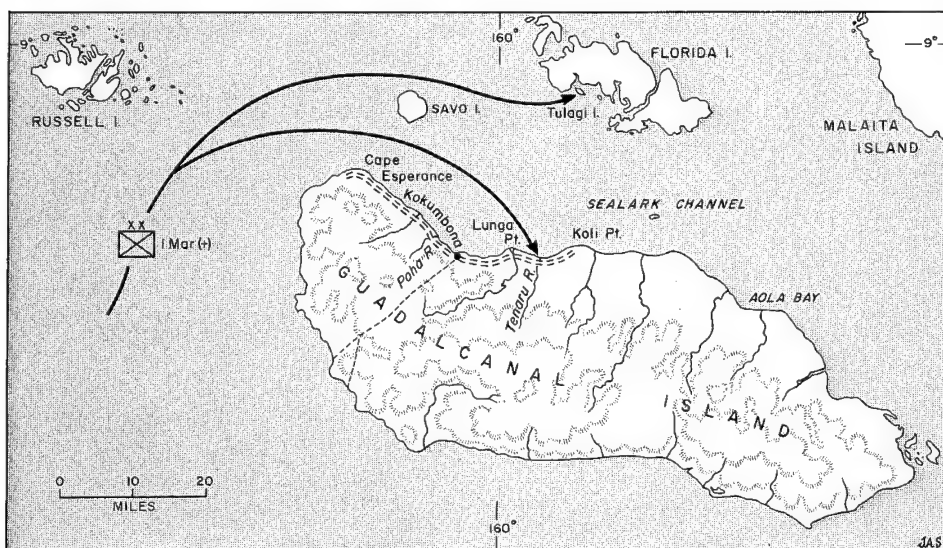 9°
160°
9°
FLORIDA I.
SAVO I.
Tulagi I.
RUSSELL I.
MALAITA
ISLAND
Cape
Esperance
Kokumbona
SEALARK CHANNEL
XX
1 Mar (+)
Lunga
Pt.
Koli Pt.
Poha R.
Tenaru R.
AOLA BAY
GUADALCANAL
ISLAND
0 10 20
MILES
160°
JAS